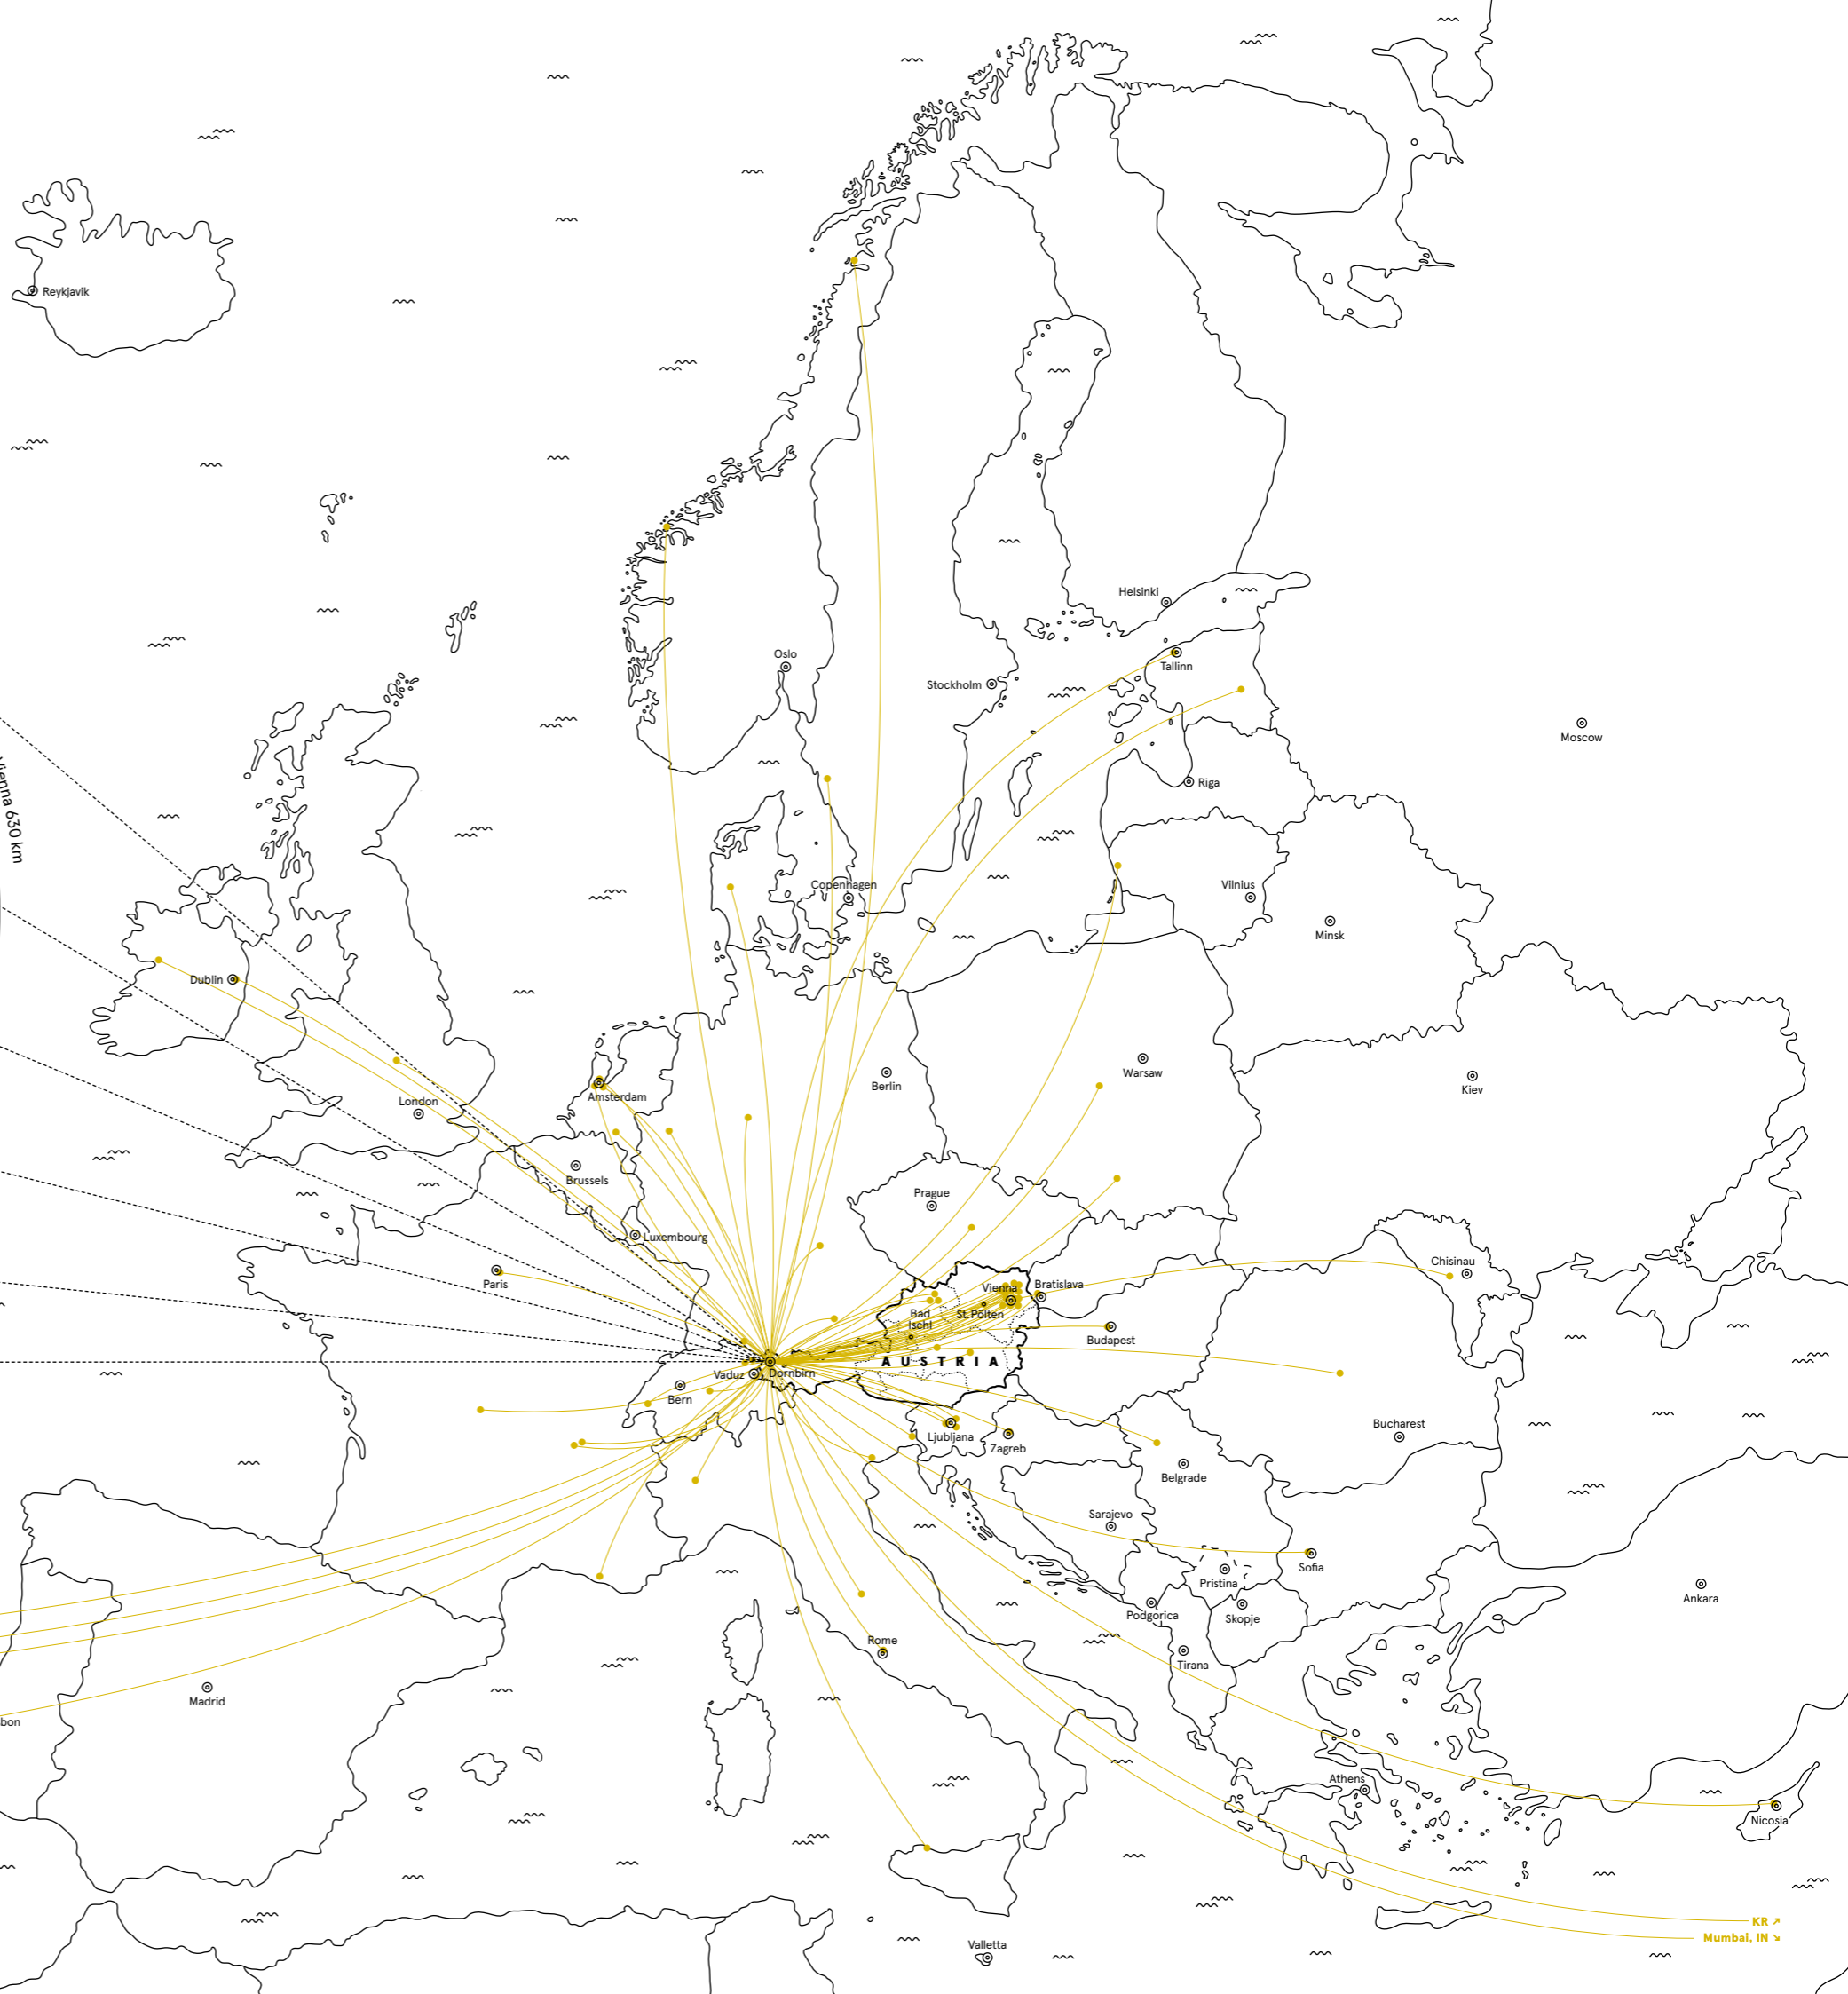 Reykjavik
Helsinki
Oslo
Tallinn
Stockholm
Moscow
Riga
Vienna 630 km
Copenhagen
Vilnius
Minsk
Dublin
Warsaw
Berlin
Kiev
Amsterdam
London
Brussels
Prague
Luxembourg
Chisinau
Paris
Vienna
Bratislava
Bad
Ischl
St. Pölten
Budapest
AUSTRIA
Vaduz
Dornbirn
Bern
Bucharest
Ljubljana
Zagreb
Belgrade
Sarajevo
Sofia
Pristina
Ankara
Podgorica
Skopje
Rome
Tirana
Madrid
bon
Athens
Nicosia
KR ↗
Mumbai, IN ↘
Valletta